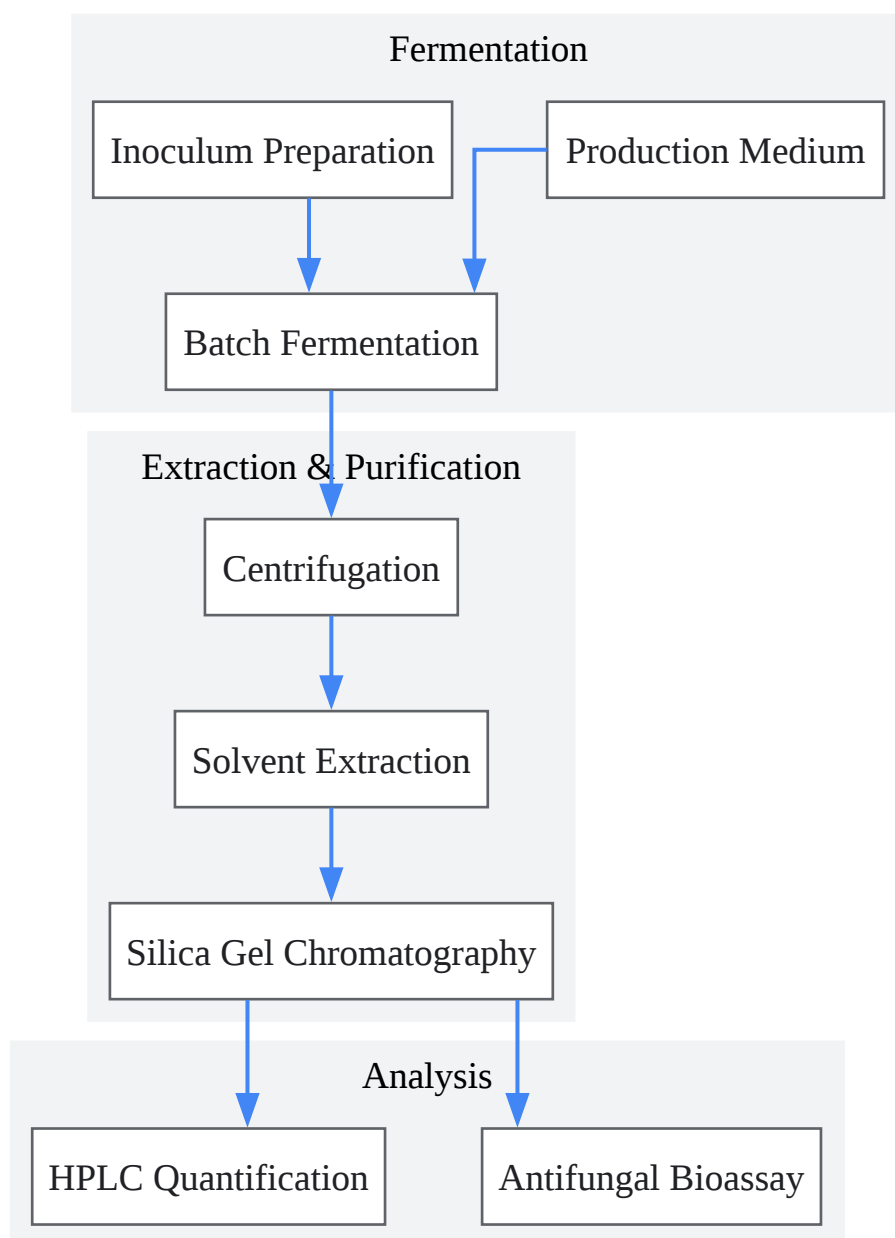 Fermentation
Inoculum Preparation
Production Medium
Batch Fermentation
Extraction & Purification
Centrifugation
Solvent Extraction
Silica Gel Chromatography
Analysis
HPLC Quantification
Antifungal Bioassay